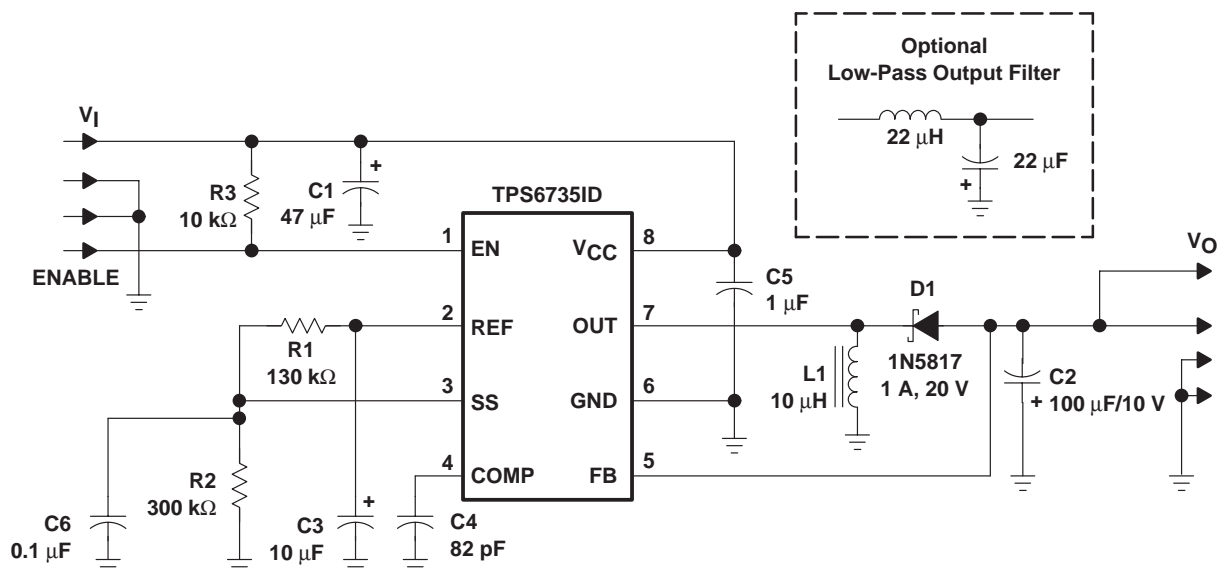 Optional
Low-Pass Output Filter
22 μH
22 μF
+
VI
R3
10 kΩ
C1
47 μF
+
ENABLE
TPS6735ID
1
EN
2
REF
3
SS
4
COMP
8
VCC
7
OUT
6
GND
5
FB
R1
130 kΩ
R2
300 kΩ
C6
0.1 μF
C3
10 μF
+
C4
82 pF
C5
1 μF
L1
10 μH
D1
1N5817
1 A, 20 V
C2
+ 100 μF/10 V
VO